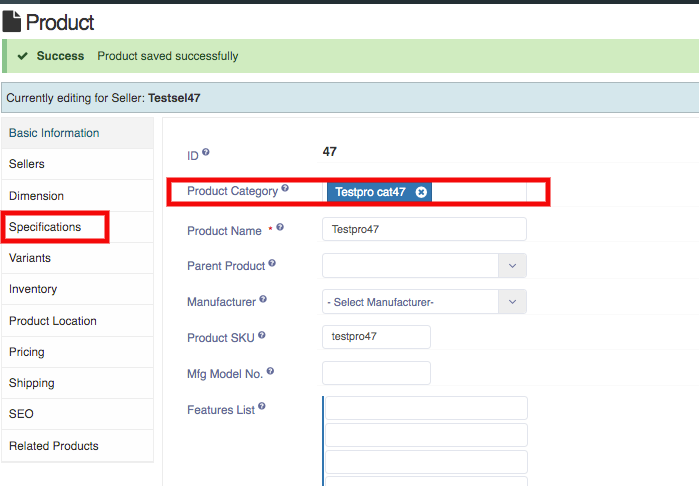 Product
Success Product saved successfully
Currently editing for Seller: Testsel47
Basic Information
Sellers
Dimension
Specifications
Variants
Inventory
Product Location
Pricing
Shipping
SEO
Related Products
ID ? 47
Product Category ? Testpro cat47
Product Name * ? Testpro47
Parent Product ?
Manufacturer ? - Select Manufacturer-
Product SKU ? testpro47
Mfg Model No. ?
Features List ?